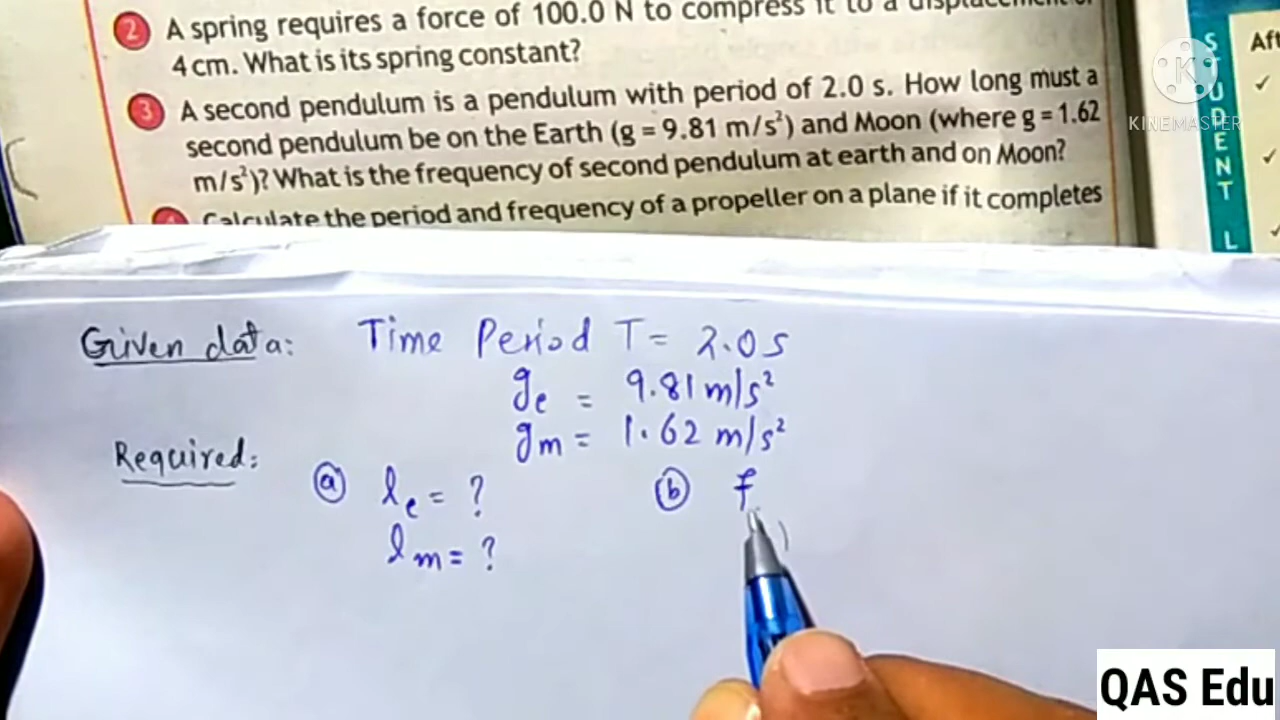 2 A spring requires a force of 100.0 N to compress it to a displacement of
4 cm. What is its spring constant?
3 A second pendulum is a pendulum with period of 2.0 s. How long must a
second pendulum be on the Earth (g = 9.81 m/s²) and Moon (where g = 1.62
m/s²)? What is the frequency of second pendulum at earth and on Moon?
4 Calculate the period and frequency of a propeller on a plane if it completes
STUDENT L
Aft
✓
✓
K
KINEMASTER
Given data: Time Period T = 2.0 s
ge = 9.81 m/s²
gm = 1.62 m/s²
Required:
(a) le = ? (b) f
lm = ?
QAS Edu